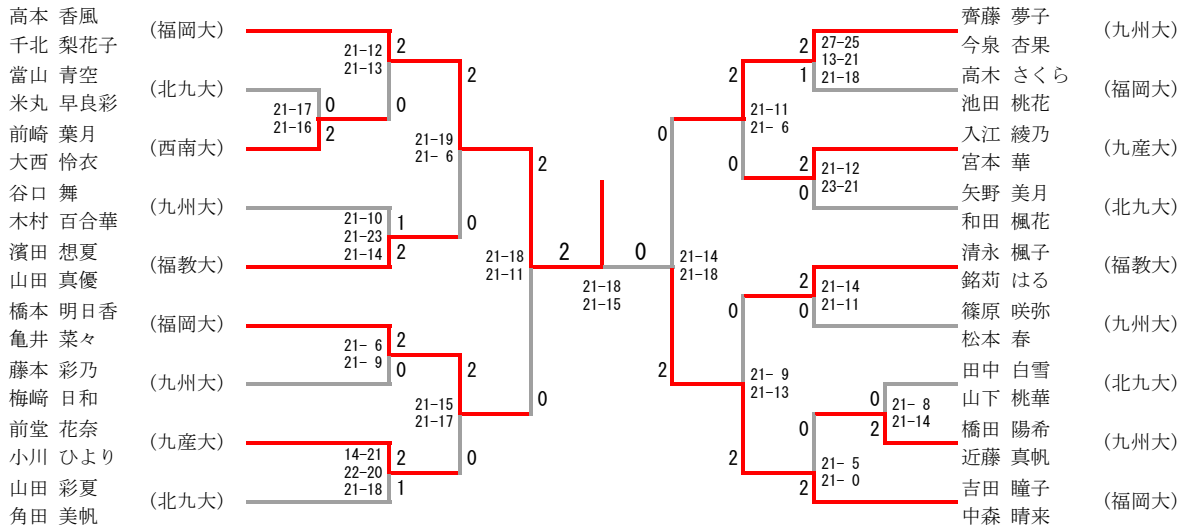 高本 香風
千北 梨花子
(福岡大)
當山 青空
米丸 早良彩
(北九大)
前崎 葉月
大西 怜衣
(西南大)
谷口 舞
木村 百合華
(九州大)
濱田 想夏
山田 真優
(福教大)
橋本 明日香
亀井 菜々
(福岡大)
藤本 彩乃
梅﨑 日和
(九州大)
前堂 花奈
小川 ひより
(九産大)
山田 彩夏
角田 美帆
(北九大)
21-12
21-13
2
0
21-17
21-16
0
2
21-10
21-23
21-14
1
2
21-19
21- 6
2
0
21- 6
21- 9
2
0
14-21
22-20
21-18
2
1
21-15
21-17
2
0
21-18
21-11
2
0
2
0
21-18
21-15
21-14
21-18
0
2
21-11
21- 6
2
0
27-25
13-21
21-18
2
1
21-12
23-21
2
0
21-14
21-11
2
0
21- 9
21-13
0
2
21- 8
21-14
0
2
21- 5
21- 0
0
2
齊藤 夢子
今泉 杏果
(九州大)
高木 さくら
池田 桃花
(福岡大)
入江 綾乃
宮本 華
(九産大)
矢野 美月
和田 楓花
(北九大)
清永 楓子
銘苅 はる
(福教大)
篠原 咲弥
松本 春
(九州大)
田中 白雪
山下 桃華
(北九大)
橋田 陽希
近藤 真帆
(九州大)
吉田 瞳子
中森 晴来
(福岡大)